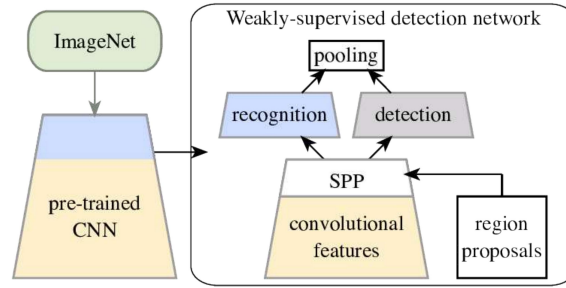 Weakly-supervised detection network
ImageNet
pooling
recognition
detection
pre-trained
CNN
SPP
convolutional
features
region
proposals